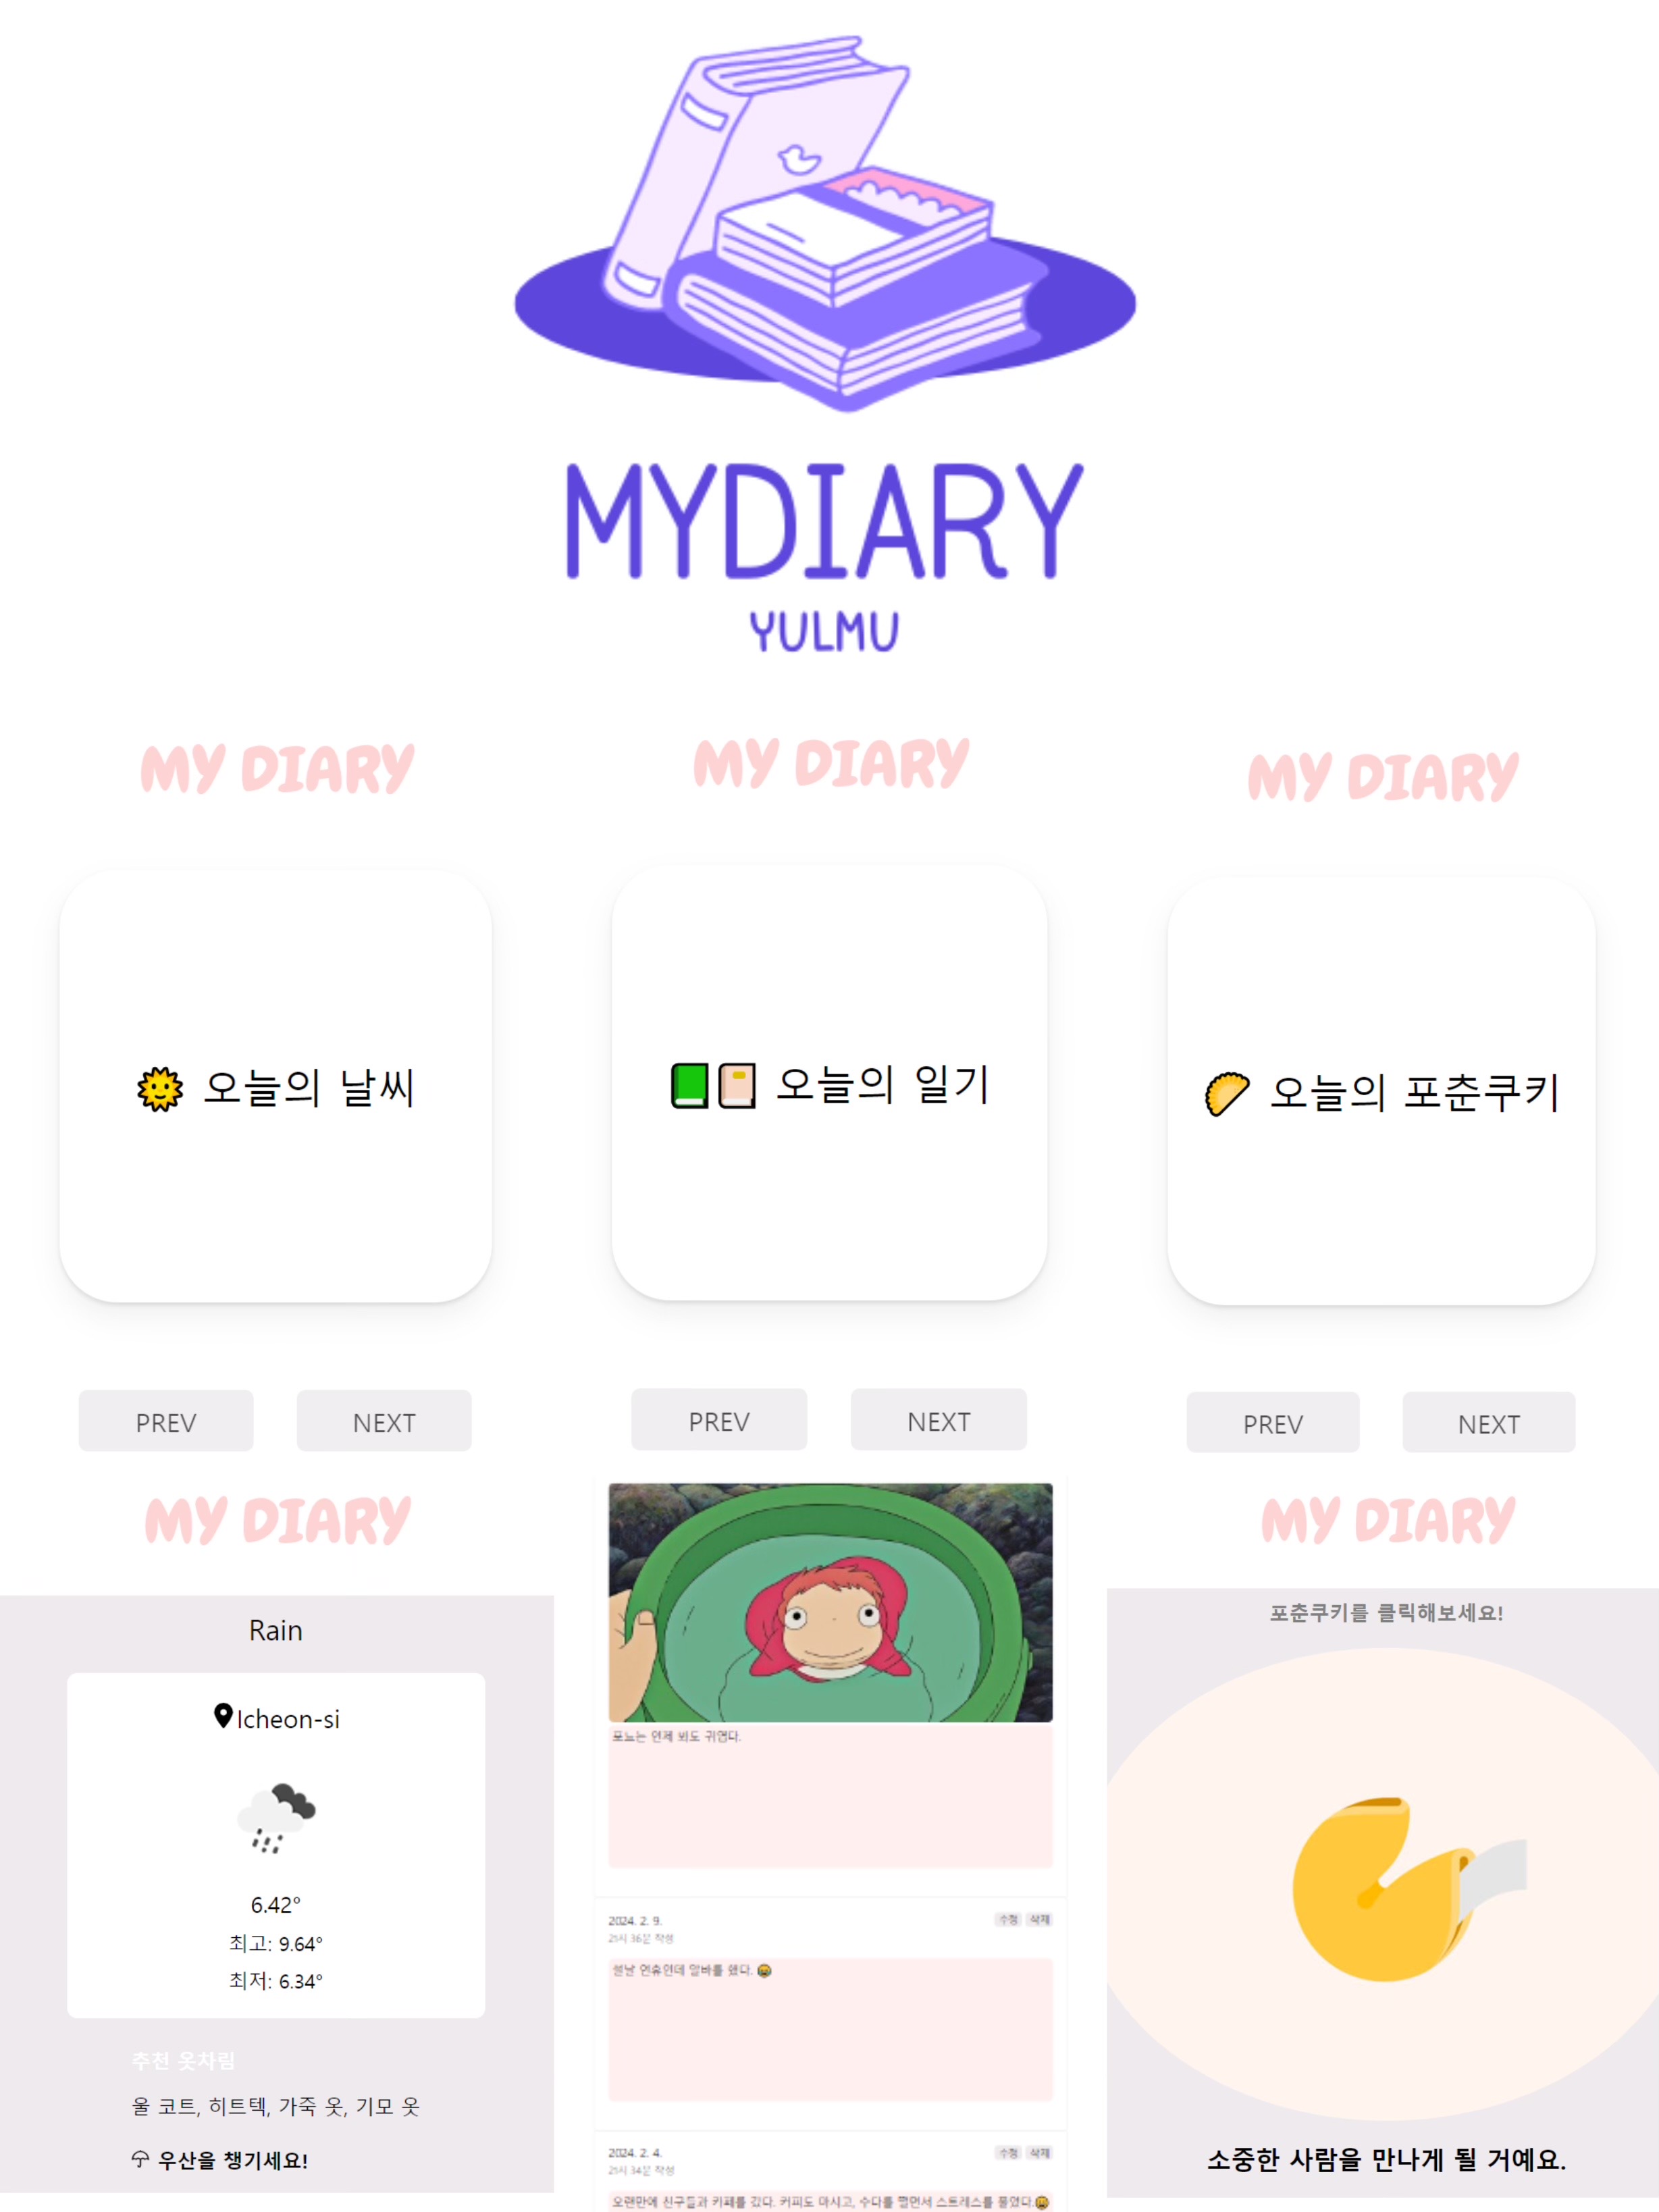 MYDIARY
YULMU
MY DIARY
오늘의 날씨
PREV NEXT
MY DIARY
오늘의 일기
PREV NEXT
MY DIARY
오늘의 포춘쿠키
PREV NEXT
MY DIARY
Rain
Icheon-si
6.42°
최고: 9.64°
최저: 6.34°
추천 옷차림
울 코트, 히트텍, 가죽 옷, 기모 옷
우산을 챙기세요!
포뇨는 언제 봐도 귀엽다.
2024. 2. 9.
수정 삭제
21시 36분 작성
설날 연휴인데 알바를 했다.
2024. 2. 4.
수정 삭제
21시 34분 작성
오랜만에 친구들과 카페를 갔다. 커피도 마시고, 수다를 떨면서 스트레스를 풀었다.
MY DIARY
포춘쿠키를 클릭해보세요!
소중한 사람을 만나게 될 거예요.